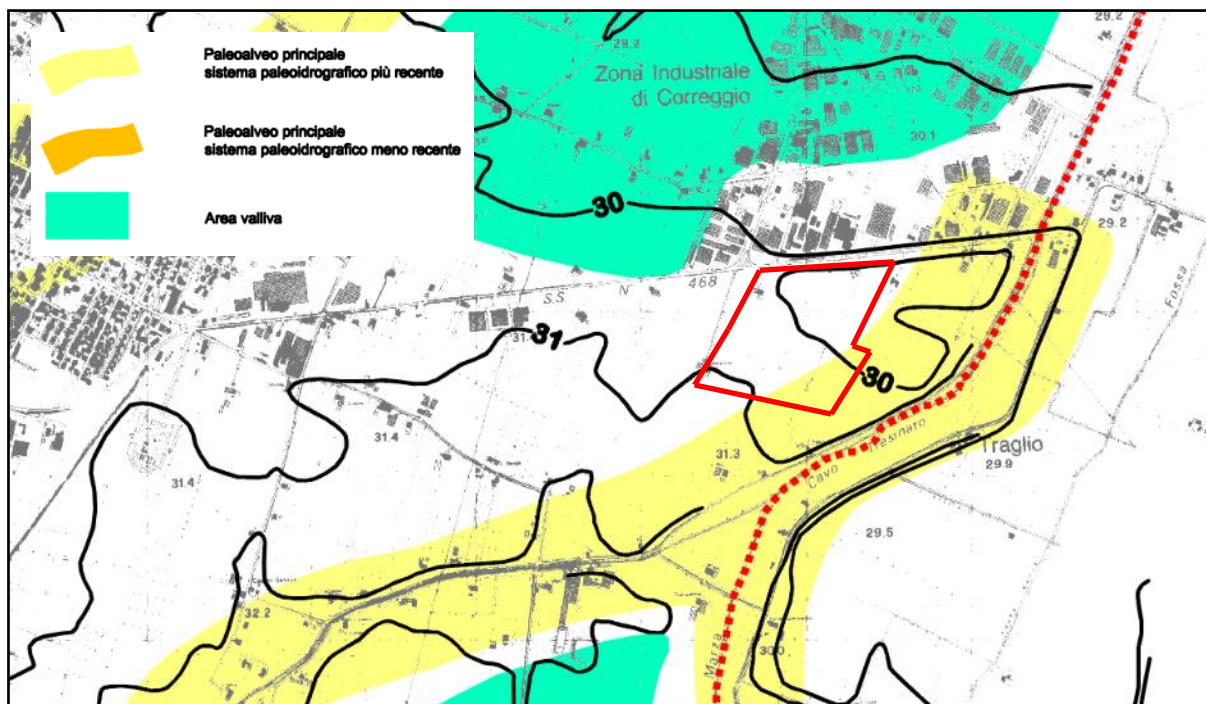 Paleoalveo principale
sistema paleoidrografico più recente
Paleoalveo principale
sistema paleoidrografico meno recente
Area valliva
29.2
29.2
Zona Industriale
di Correggio
30.1
30
29.2
S.S. N 468
Fossa
31
30
31.4
31.3
Cavo Tresinaro
Traglio
29.9
31.4
N
29.5
32.2
Marza
30.0